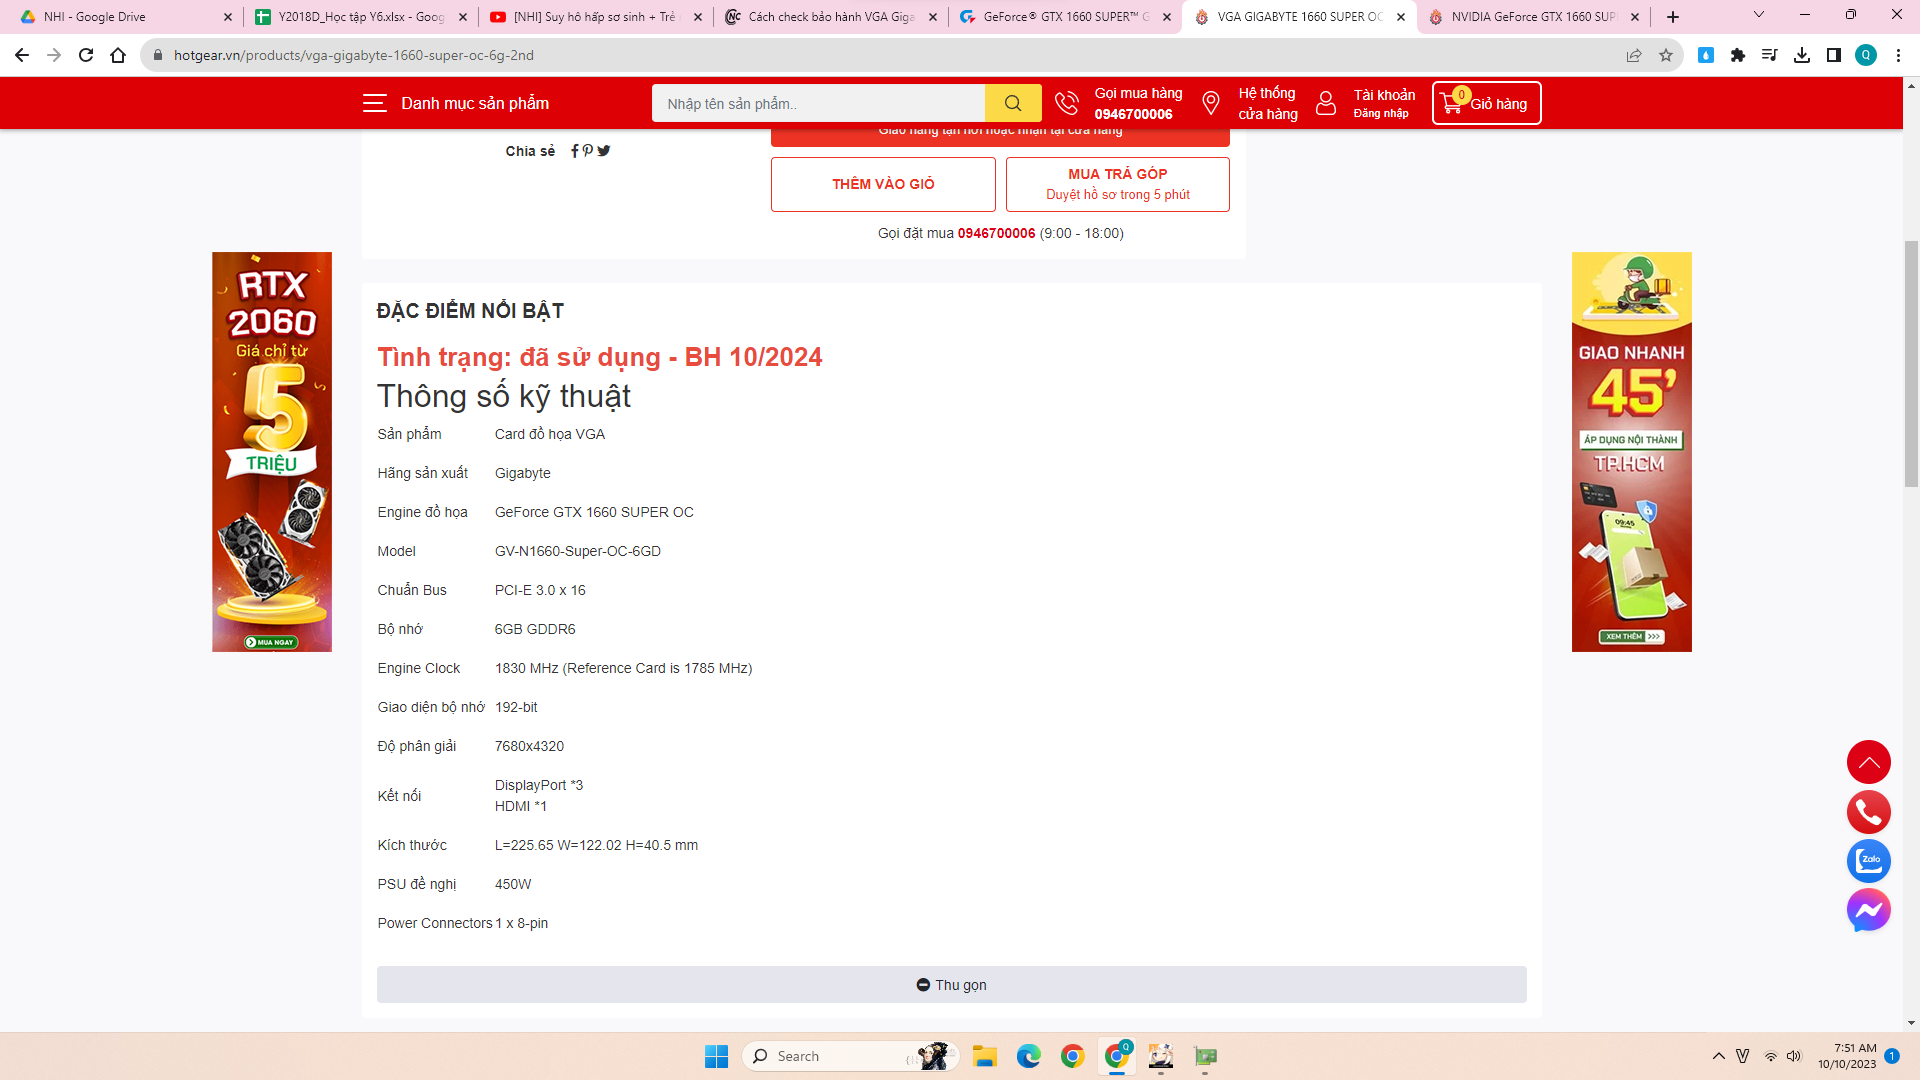 NHI - Google Drive
Y2018D_Học tập Y6.xlsx - Goog
[NHI] Suy hô hấp sơ sinh + Trẻ
Cách check bảo hành VGA Giga
GeForce® GTX 1660 SUPER™ G
VGA GIGABYTE 1660 SUPER OC
NVIDIA GeForce GTX 1660 SUP
hotgear.vn/products/vga-gigabyte-1660-super-oc-6g-2nd
Q
Danh mục sản phẩm
Nhập tên sản phẩm..
Gọi mua hàng
0946700006
Hệ thống
cửa hàng
Tài khoản
Đăng nhập
0
Giỏ hàng
Giao hàng tận nơi hoặc nhận tại cửa hàng
Chia sẻ
THÊM VÀO GIỎ
MUA TRẢ GÓP
Duyệt hồ sơ trong 5 phút
Gọi đặt mua 0946700006 (9:00 - 18:00)
RTX
2060
Giá chỉ từ
5
TRIỆU
MUA NGAY
ĐẶC ĐIỂM NỔI BẬT
Tình trạng: đã sử dụng - BH 10/2024
Thông số kỹ thuật
Sản phẩm Card đồ họa VGA
Hãng sản xuất Gigabyte
Engine đồ họa GeForce GTX 1660 SUPER OC
Model GV-N1660-Super-OC-6GD
Chuẩn Bus PCI-E 3.0 x 16
Bộ nhớ 6GB GDDR6
Engine Clock 1830 MHz (Reference Card is 1785 MHz)
Giao diện bộ nhớ 192-bit
Độ phân giải 7680x4320
Kết nối DisplayPort *3
HDMI *1
Kích thước L=225.65 W=122.02 H=40.5 mm
PSU đề nghị 450W
Power Connectors 1 x 8-pin
Thu gọn
GIAO NHANH
45'
ÁP DỤNG NỘI THÀNH
TP.HCM
09:45
XEM THÊM >>>
Zalo
Search
Q
7:51 AM
10/10/2023
1